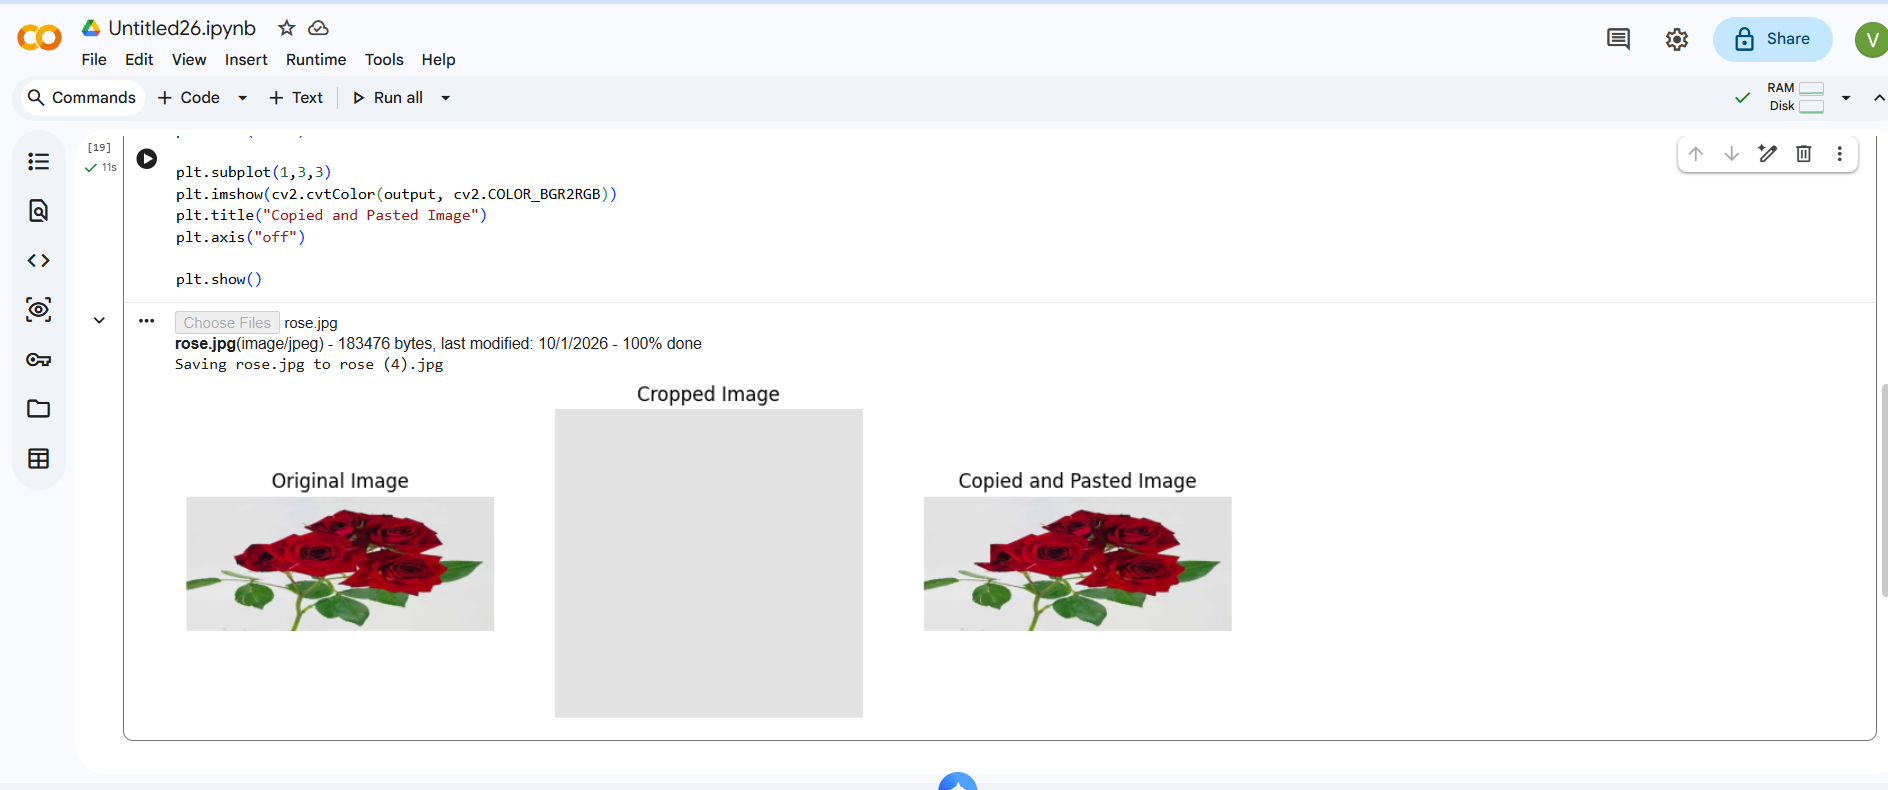 Untitled26.ipynb
File Edit View Insert Runtime Tools Help
Share
V
Commands + Code + Text Run all
RAM
Disk
[19]
11s
plt.subplot(1,3,3)
plt.imshow(cv2.cvtColor(output, cv2.COLOR_BGR2RGB))
plt.title("Copied and Pasted Image")
plt.axis("off")
plt.show()
Choose Files rose.jpg
rose.jpg(image/jpeg) - 183476 bytes, last modified: 10/1/2026 - 100% done
Saving rose.jpg to rose (4).jpg
Cropped Image
Original Image
Copied and Pasted Image